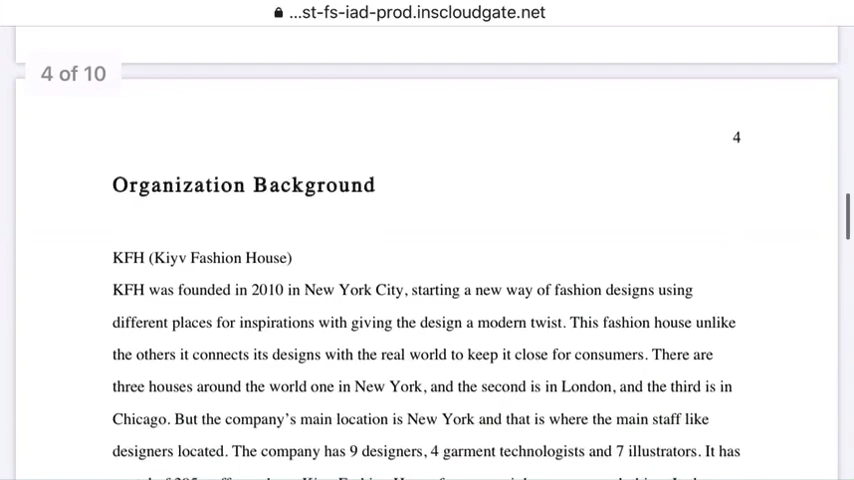 ...st-fs-iad-prod.inscloudgate.net
4 of 10
4
Organization Background
KFH (Kiyv Fashion House)
KFH was founded in 2010 in New York City, starting a new way of fashion designs using
different places for inspirations with giving the design a modern twist. This fashion house unlike
the others it connects its designs with the real world to keep it close for consumers. There are
three houses around the world one in New York, and the second is in London, and the third is in
Chicago. But the company's main location is New York and that is where the main staff like
designers located. The company has 9 designers, 4 garment technologists and 7 illustrators. It has